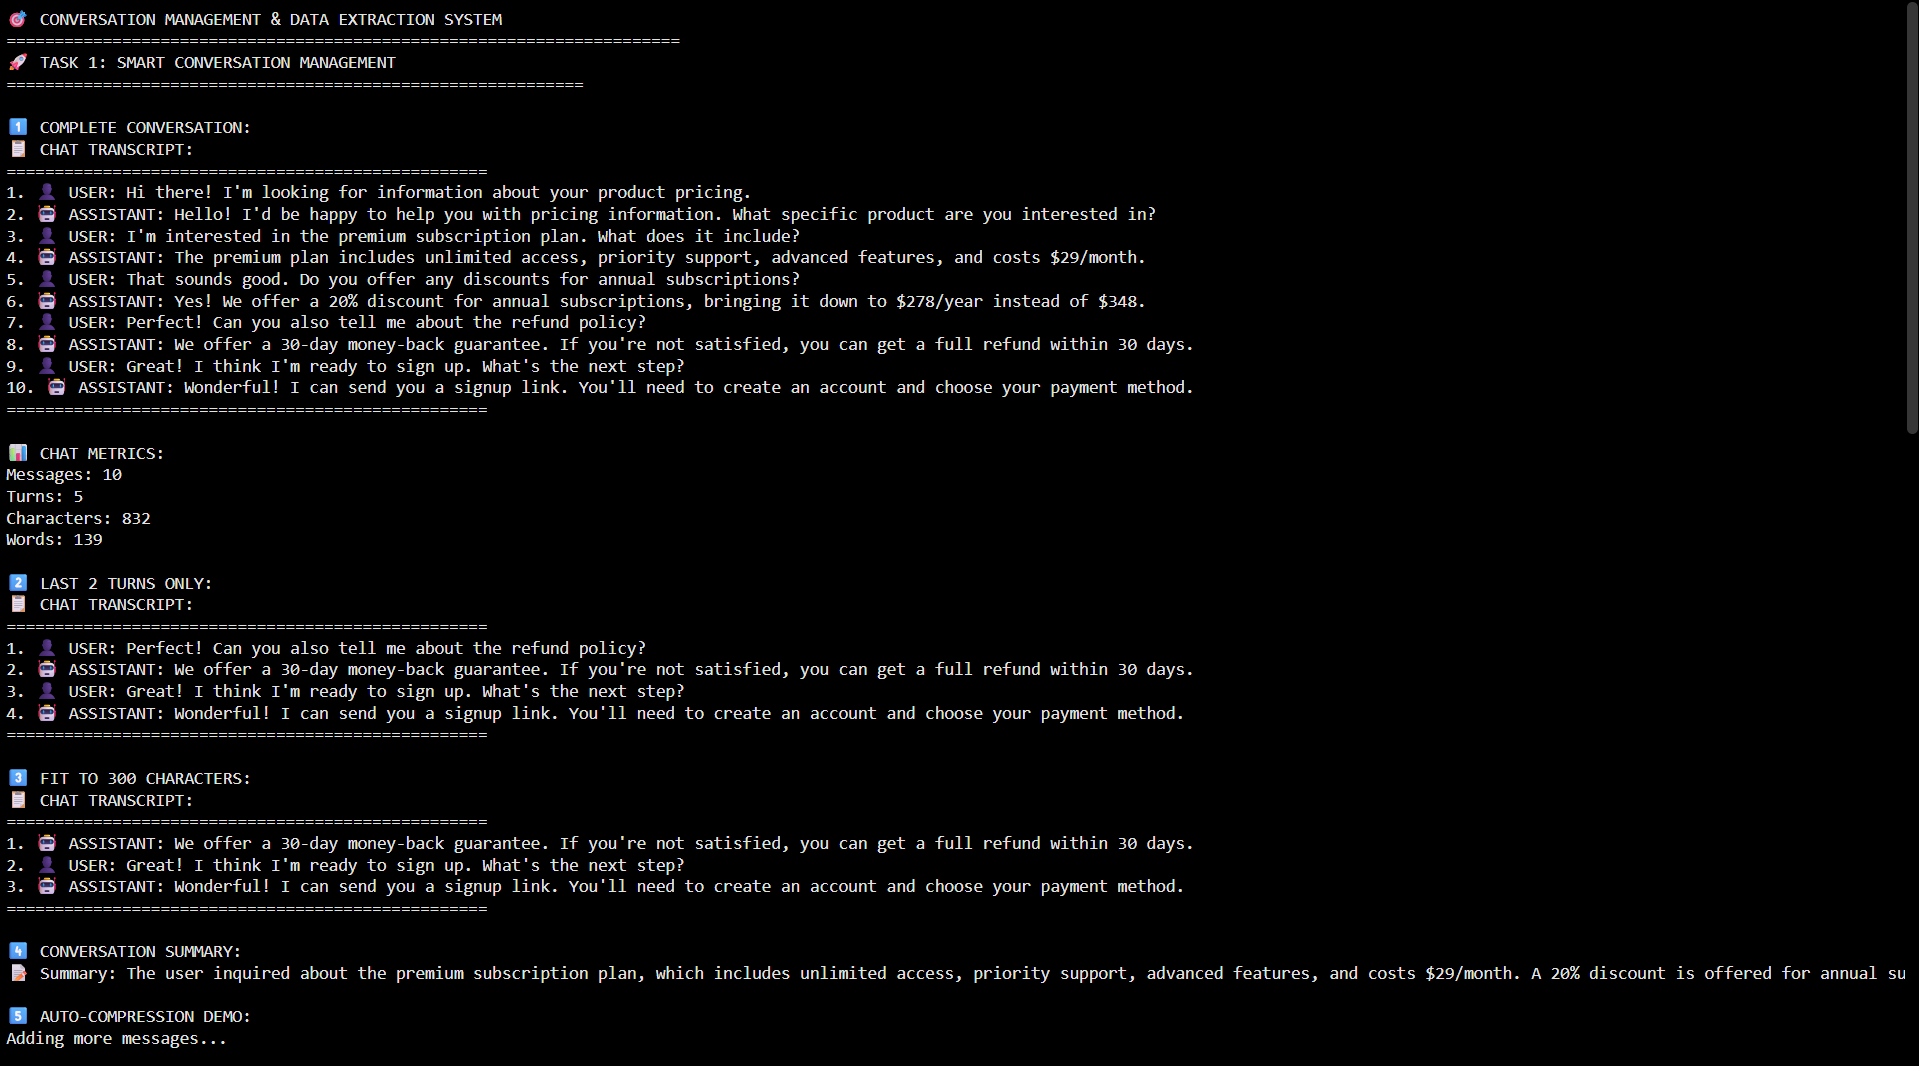 🎯 CONVERSATION MANAGEMENT & DATA EXTRACTION SYSTEM
======================================================================
🚀 TASK 1: SMART CONVERSATION MANAGEMENT
============================================================
1️⃣ COMPLETE CONVERSATION:
📋 CHAT TRANSCRIPT:
==================================================
1. 👤 USER: Hi there! I'm looking for information about your product pricing.
2. 🤖 ASSISTANT: Hello! I'd be happy to help you with pricing information. What specific product are you interested in?
3. 👤 USER: I'm interested in the premium subscription plan. What does it include?
4. 🤖 ASSISTANT: The premium plan includes unlimited access, priority support, advanced features, and costs $29/month.
5. 👤 USER: That sounds good. Do you offer any discounts for annual subscriptions?
6. 🤖 ASSISTANT: Yes! We offer a 20% discount for annual subscriptions, bringing it down to $278/year instead of $348.
7. 👤 USER: Perfect! Can you also tell me about the refund policy?
8. 🤖 ASSISTANT: We offer a 30-day money-back guarantee. If you're not satisfied, you can get a full refund within 30 days.
9. 👤 USER: Great! I think I'm ready to sign up. What's the next step?
10. 🤖 ASSISTANT: Wonderful! I can send you a signup link. You'll need to create an account and choose your payment method.
==================================================
📊 CHAT METRICS:
Messages: 10
Turns: 5
Characters: 832
Words: 139
2️⃣ LAST 2 TURNS ONLY:
📋 CHAT TRANSCRIPT:
==================================================
1. 👤 USER: Perfect! Can you also tell me about the refund policy?
2. 🤖 ASSISTANT: We offer a 30-day money-back guarantee. If you're not satisfied, you can get a full refund within 30 days.
3. 👤 USER: Great! I think I'm ready to sign up. What's the next step?
4. 🤖 ASSISTANT: Wonderful! I can send you a signup link. You'll need to create an account and choose your payment method.
==================================================
3️⃣ FIT TO 300 CHARACTERS:
📋 CHAT TRANSCRIPT:
==================================================
1. 🤖 ASSISTANT: We offer a 30-day money-back guarantee. If you're not satisfied, you can get a full refund within 30 days.
2. 👤 USER: Great! I think I'm ready to sign up. What's the next step?
3. 🤖 ASSISTANT: Wonderful! I can send you a signup link. You'll need to create an account and choose your payment method.
==================================================
4️⃣ CONVERSATION SUMMARY:
📝 Summary: The user inquired about the premium subscription plan, which includes unlimited access, priority support, advanced features, and costs $29/month. A 20% discount is offered for annual su
5️⃣ AUTO-COMPRESSION DEMO:
Adding more messages...